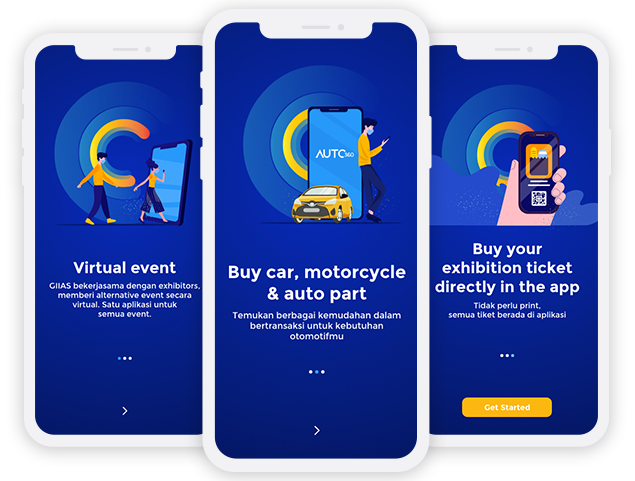 Virtual event
GIIAS bekerjasama dengan exhibitors,
memberi alternative event secara
virtual. Satu aplikasi untuk
semua event.
AUTO360
Buy car, motorcycle
& auto part
Temukan berbagai kemudahan dalam
bertransaksi untuk kebutuhan
otomotifmu
Buy your
exhibition ticket
directly in the app
Tidak perlu print,
semua tiket berada di aplikasi
Get Started